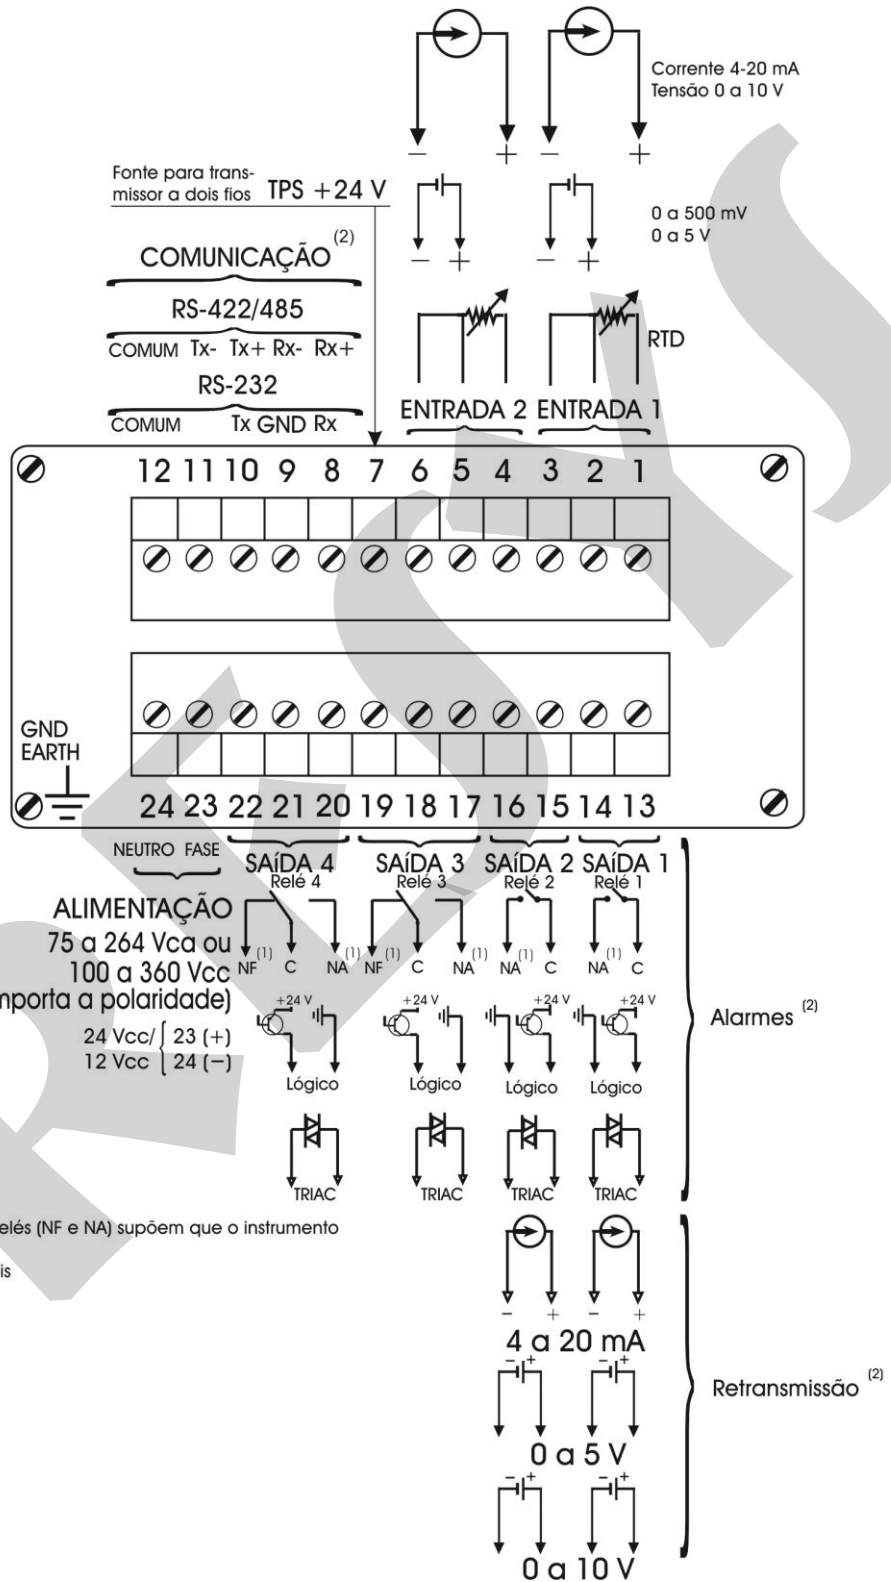 Corrente 4-20 mA
Tensão 0 a 10 V
− + − +
Fonte para trans-
missor a dois fios TPS +24 V
0 a 500 mV
0 a 5 V
− + − +
COMUNICAÇÃO (2)
RS-422/485
COMUM Tx- Tx+ Rx- Rx+
RTD
RS-232
COMUM Tx GND Rx
ENTRADA 2 ENTRADA 1
12 11 10 9 8 7 6 5 4 3 2 1
GND
EARTH
24 23 22 21 20 19 18 17 16 15 14 13
NEUTRO FASE
SAÍDA 4 SAÍDA 3 SAÍDA 2 SAÍDA 1
Relé 4 Relé 3 Relé 2 Relé 1
ALIMENTAÇÃO
75 a 264 Vca ou
100 a 360 Vcc
mporta a polaridade)
24 Vcc/ 23 (+)
12 Vcc 24 (−)
NF (1) C NA (1) NF (1) C NA (1) NA (1) C NA (1) C
+24 V +24 V +24 V +24 V
Lógico Lógico Lógico Lógico
TRIAC TRIAC TRIAC TRIAC
Alarmes (2)
elés (NF e NA) supõem que o instrumento
is
− + − +
4 a 20 mA
− + − +
0 a 5 V
− + − +
0 a 10 V
Retransmissão (2)
PRESYS